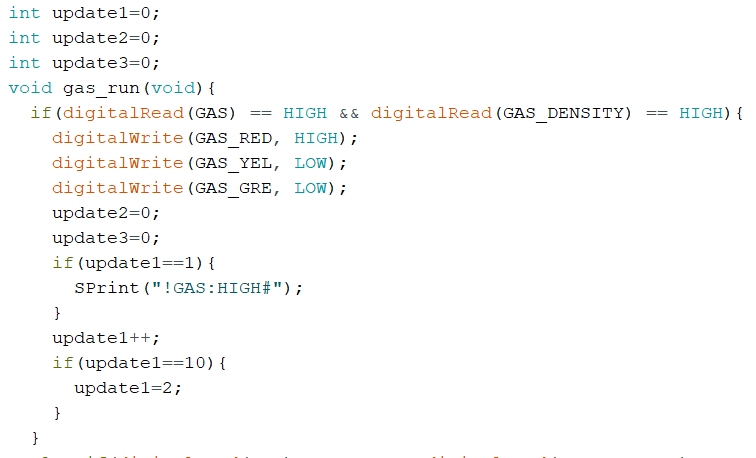 int update1=0;
int update2=0;
int update3=0;
void gas_run(void){
  if(digitalRead(GAS) == HIGH && digitalRead(GAS_DENSITY) == HIGH){
    digitalWrite(GAS_RED, HIGH);
    digitalWrite(GAS_YEL, LOW);
    digitalWrite(GAS_GRE, LOW);
    update2=0;
    update3=0;
    if(update1==1){
      SPrint("!GAS:HIGH#");
    }
    update1++;
    if(update1==10){
      update1=2;
    }
  }